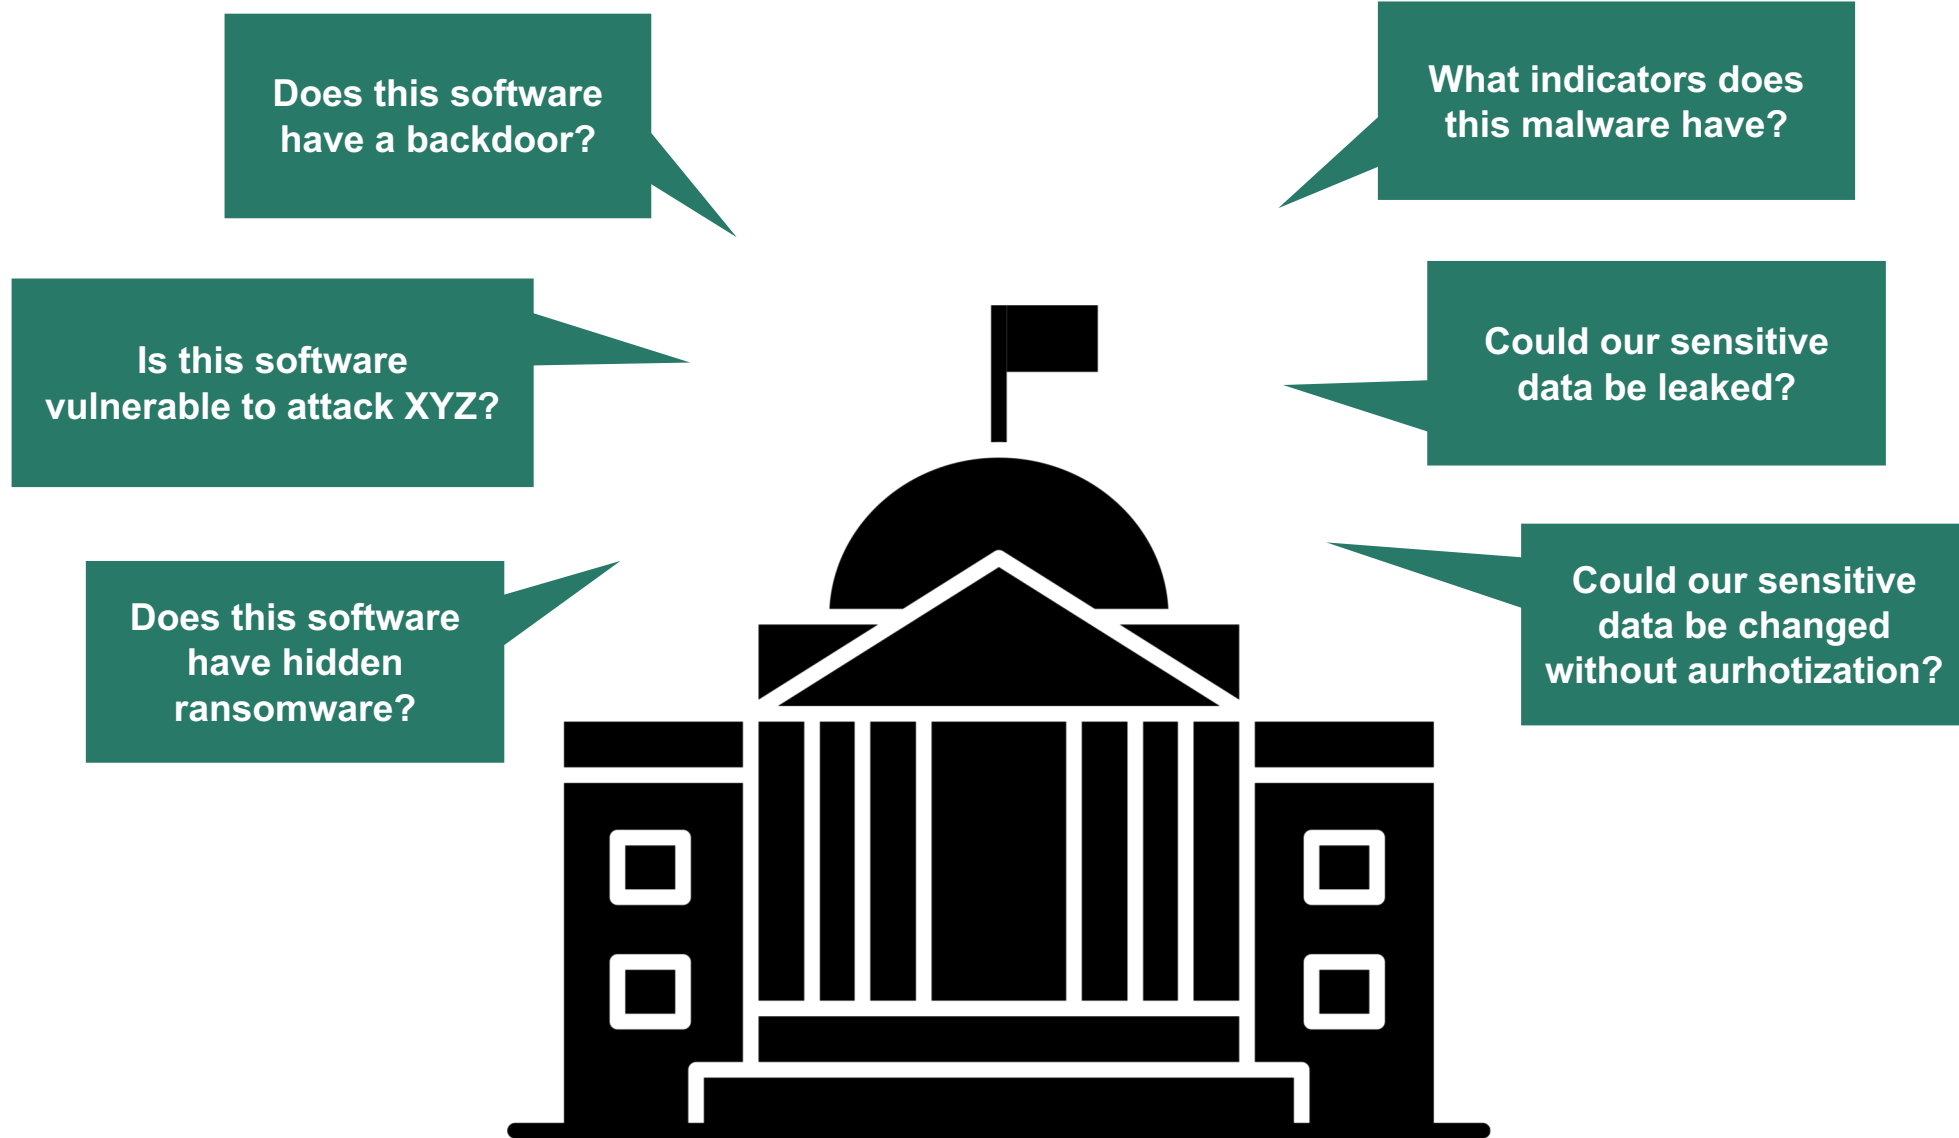 Does this software
have a backdoor?
What indicators does
this malware have?
Is this software
vulnerable to attack XYZ?
Could our sensitive
data be leaked?
Does this software
have hidden
ransomware?
Could our sensitive
data be changed
without aurhotization?